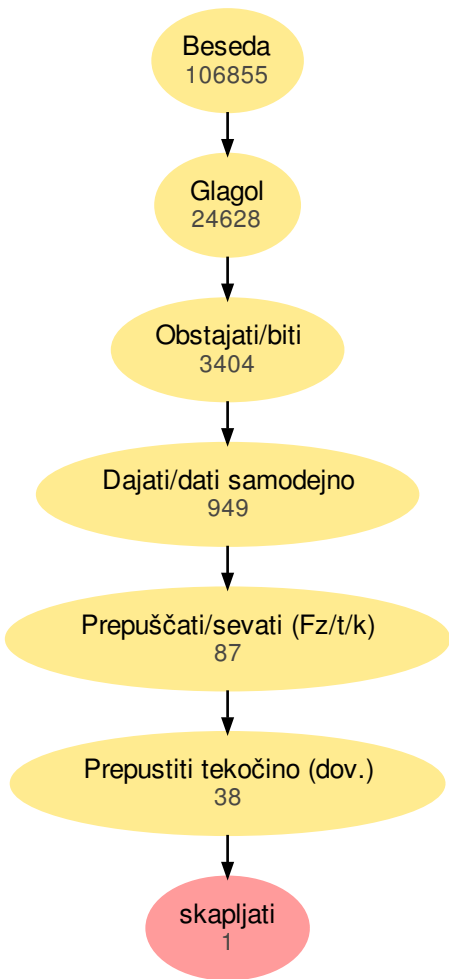 Beseda
106855
Glagol
24628
Obstajati/biti
3404
Dajati/dati samodejno
949
Prepuščati/sevati (Fz/t/k)
87
Prepustiti tekočino (dov.)
38
skapljati
1